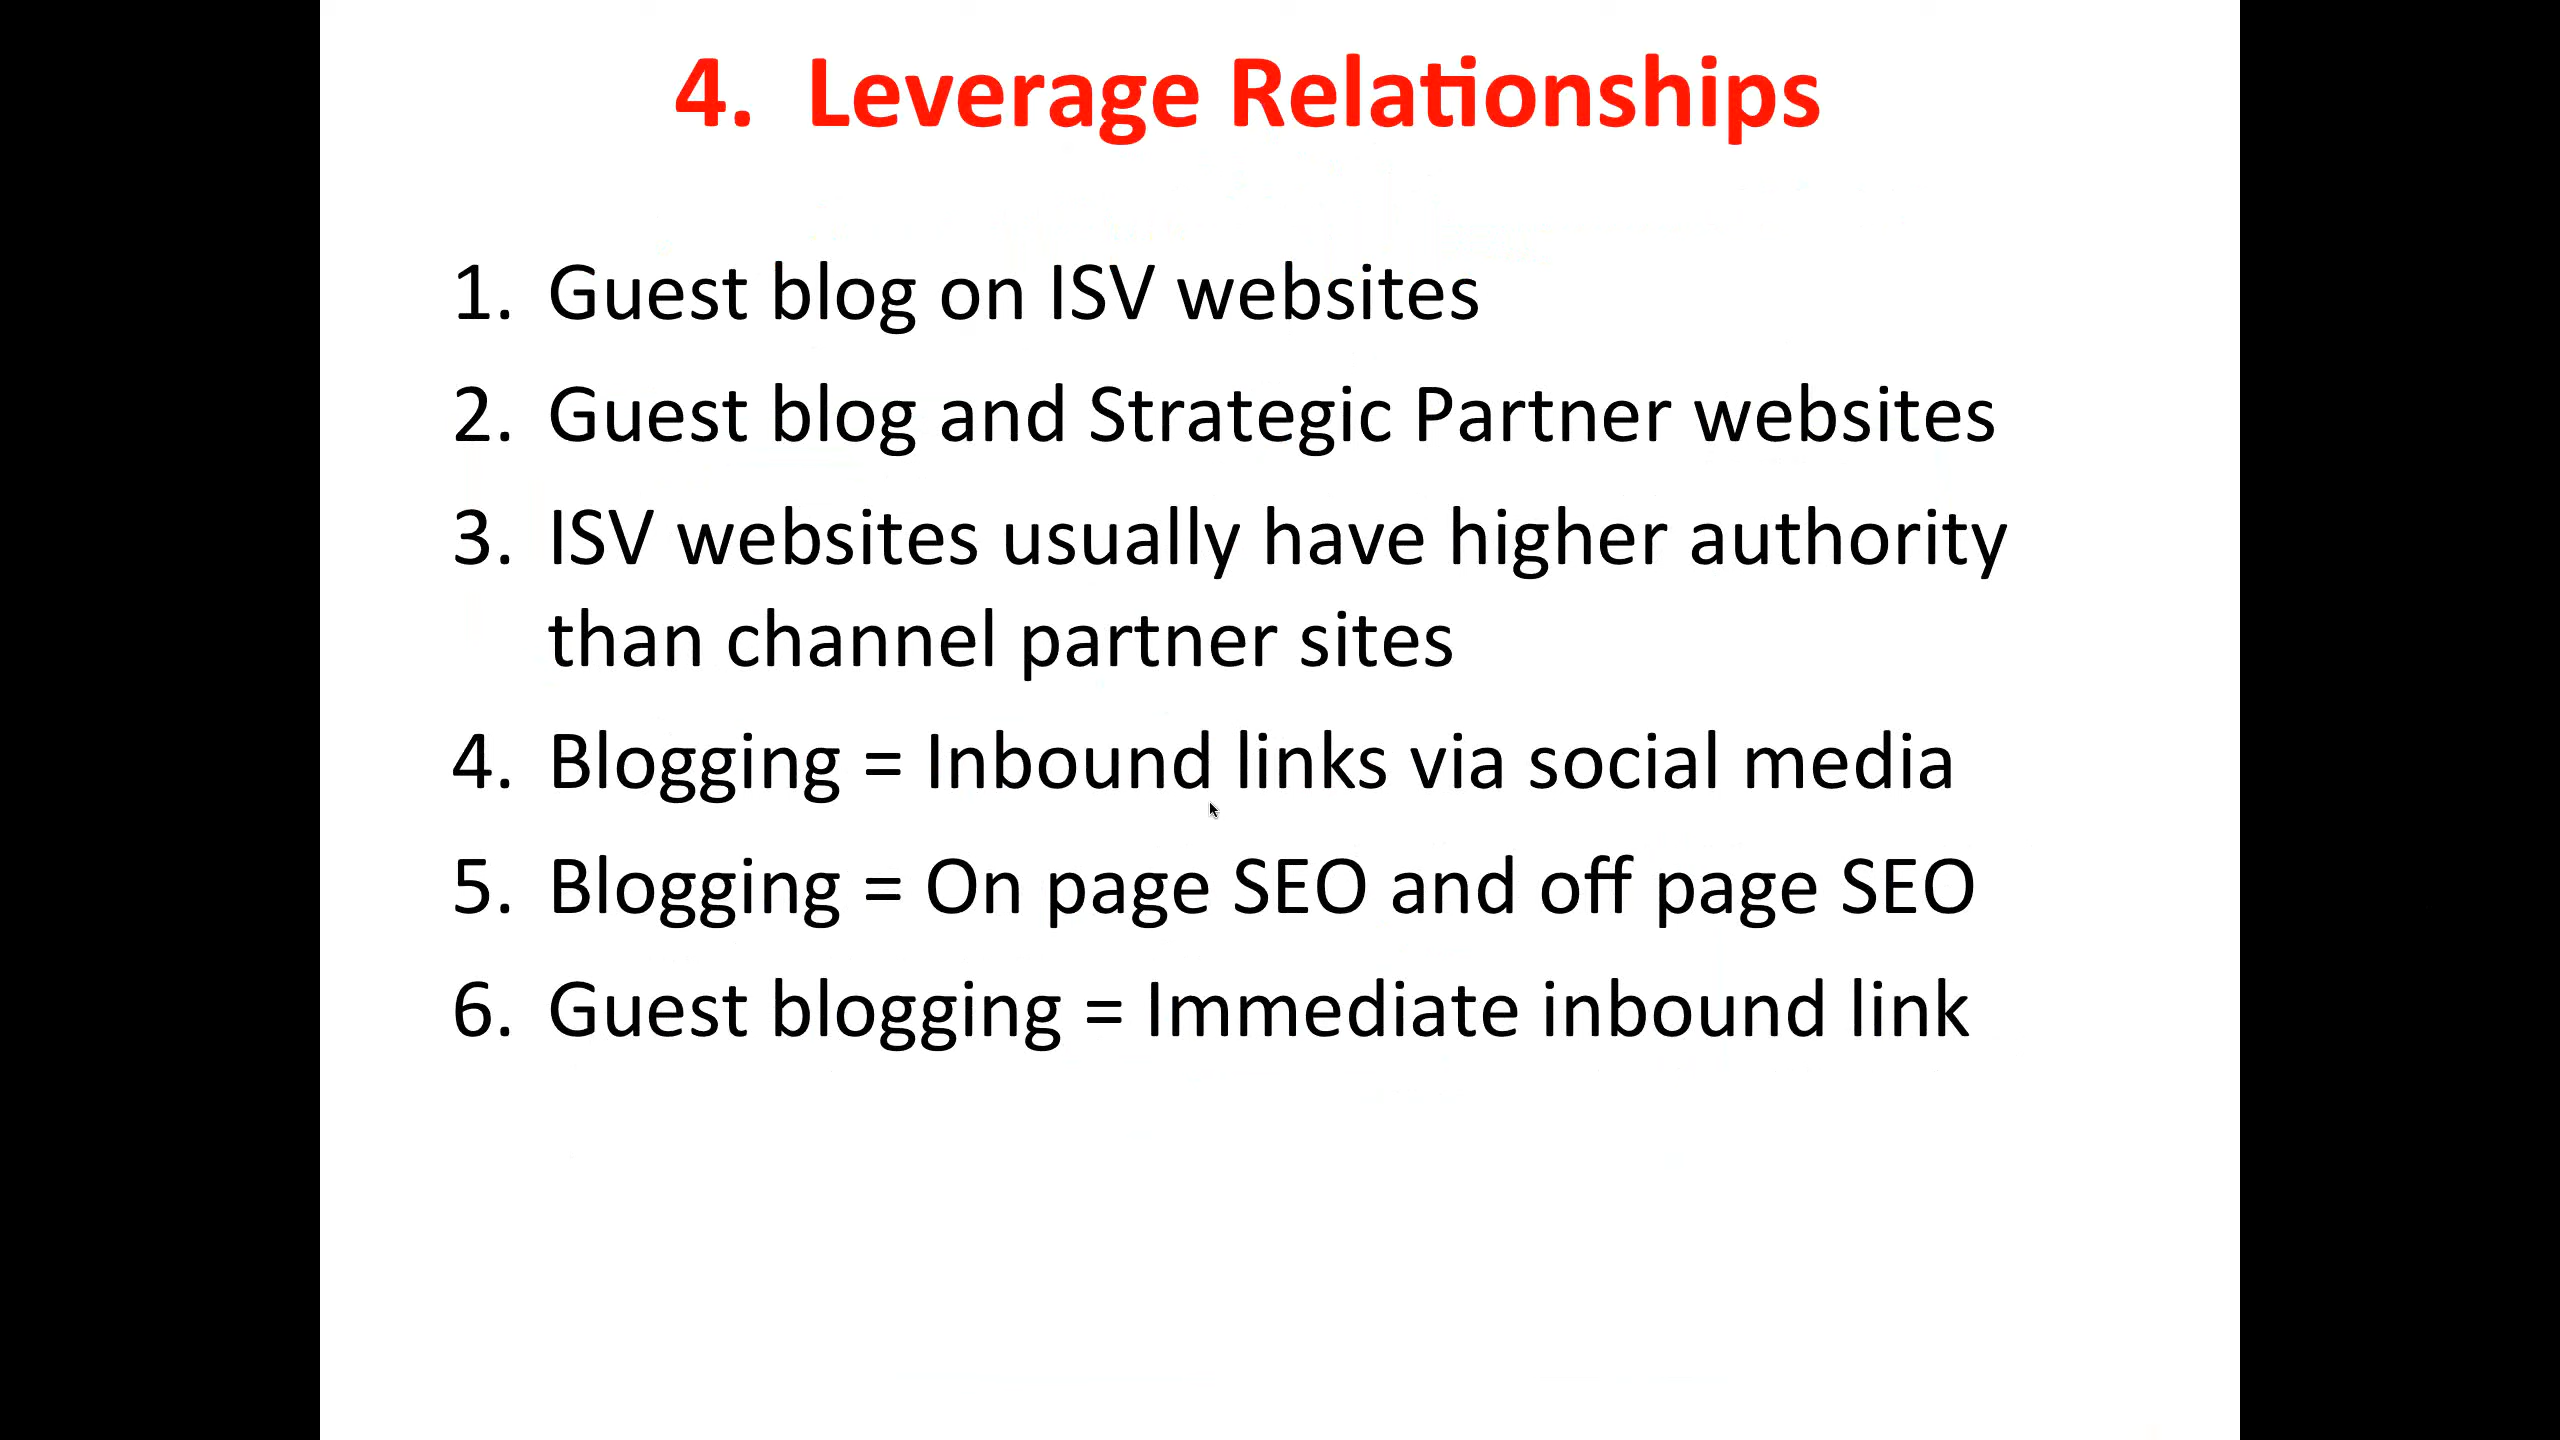 4. Leverage Relationships
1. Guest blog on ISV websites
2. Guest blog and Strategic Partner websites
3. ISV websites usually have higher authority
than channel partner sites
4. Blogging = Inbound links via social media
5. Blogging = On page SEO and off page SEO
6. Guest blogging = Immediate inbound link